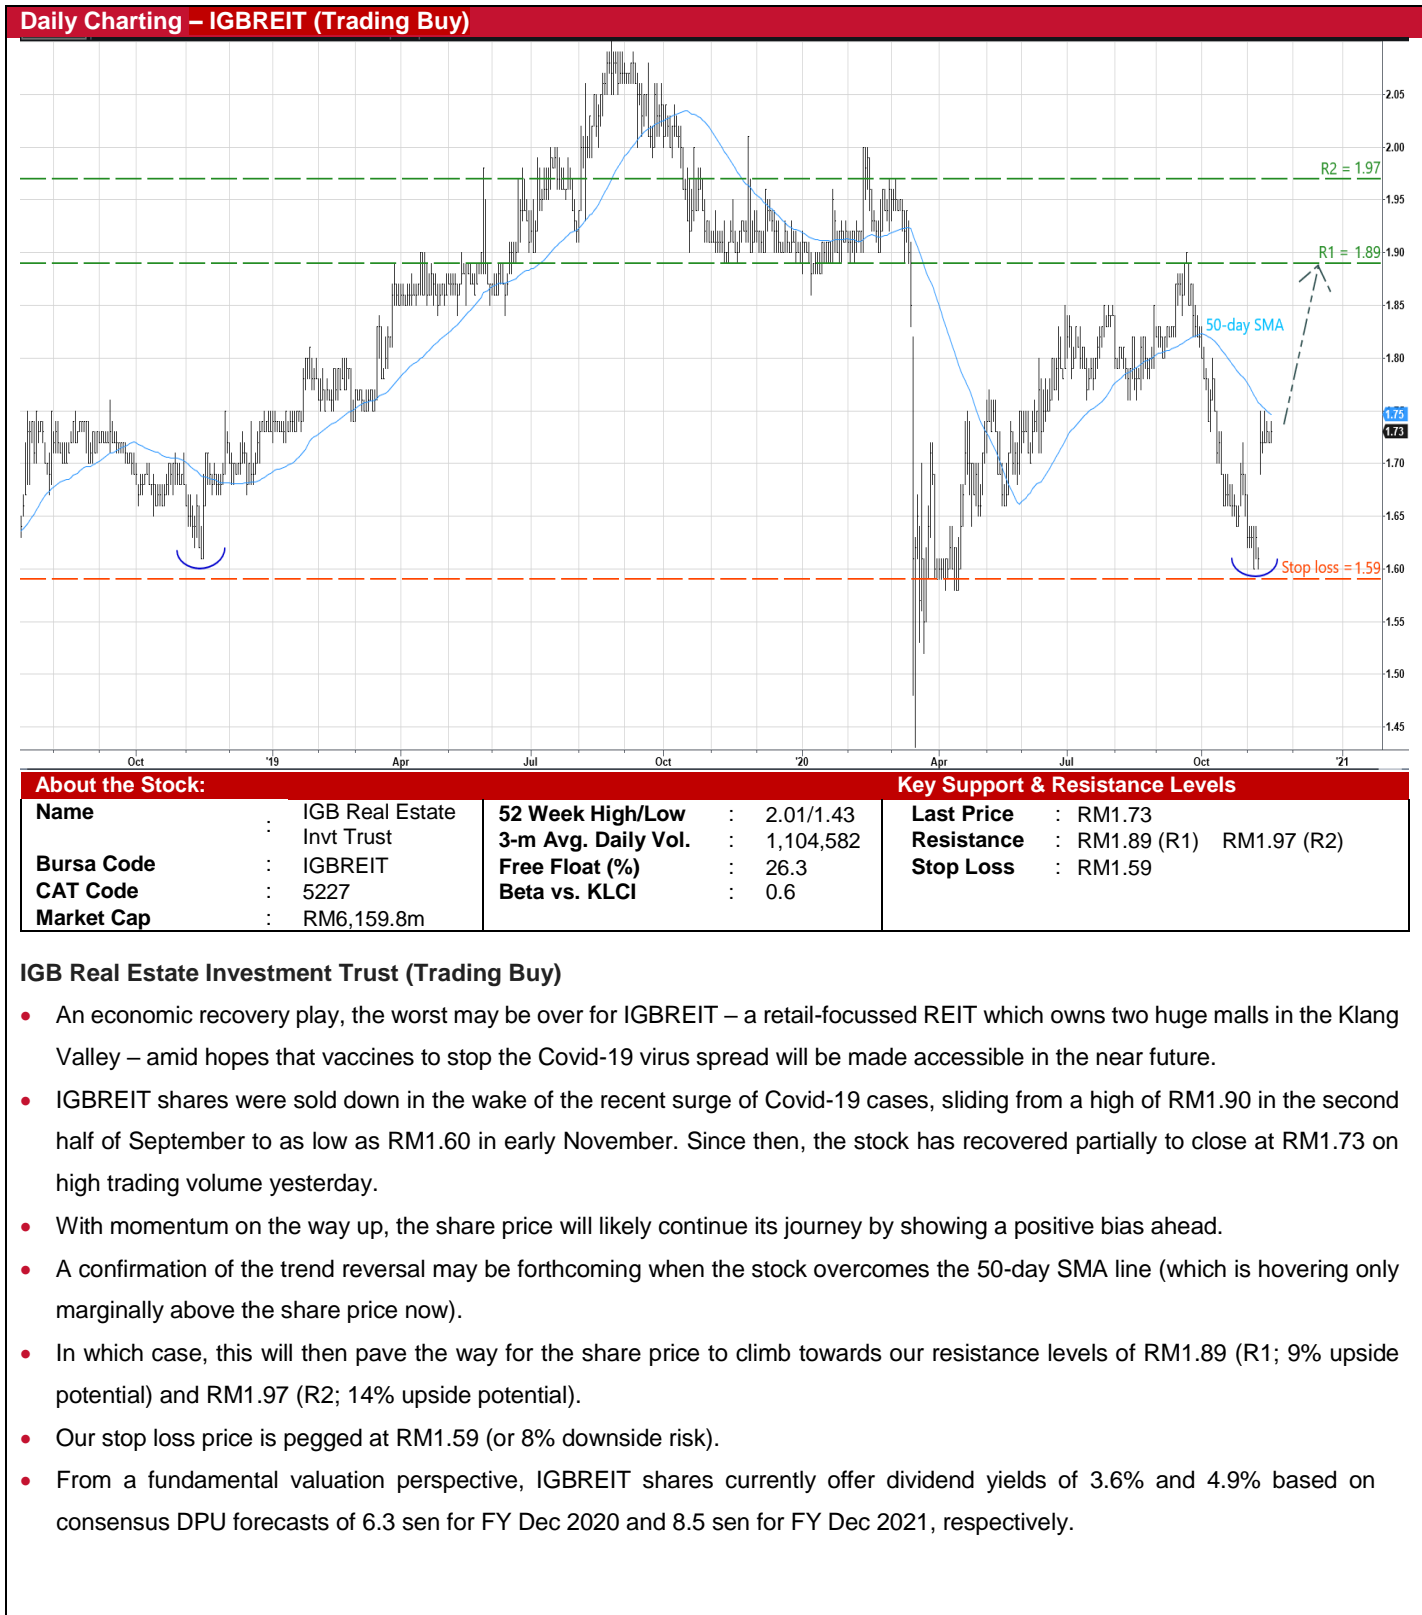 Daily Charting – IGBREIT (Trading Buy)
2.05
2.00
R2 = 1.97
1.95
R1 = 1.89
1.90
1.85
50-day SMA
1.80
1.75
1.73
1.70
1.65
Stop loss = 1.59
1.60
1.55
1.50
1.45
Oct '19 Apr Jul Oct '20 Apr Jul Oct '21
About the Stock: Key Support & Resistance Levels
Name : IGB Real Estate
Invt Trust
Bursa Code : IGBREIT
CAT Code : 5227
Market Cap : RM6,159.8m
52 Week High/Low : 2.01/1.43
3-m Avg. Daily Vol. : 1,104,582
Free Float (%) : 26.3
Beta vs. KLCI : 0.6
Last Price : RM1.73
Resistance : RM1.89 (R1) RM1.97 (R2)
Stop Loss : RM1.59
IGB Real Estate Investment Trust (Trading Buy)
• An economic recovery play, the worst may be over for IGBREIT – a retail-focussed REIT which owns two huge malls in the Klang
Valley – amid hopes that vaccines to stop the Covid-19 virus spread will be made accessible in the near future.
• IGBREIT shares were sold down in the wake of the recent surge of Covid-19 cases, sliding from a high of RM1.90 in the second
half of September to as low as RM1.60 in early November. Since then, the stock has recovered partially to close at RM1.73 on
high trading volume yesterday.
• With momentum on the way up, the share price will likely continue its journey by showing a positive bias ahead.
• A confirmation of the trend reversal may be forthcoming when the stock overcomes the 50-day SMA line (which is hovering only
marginally above the share price now).
• In which case, this will then pave the way for the share price to climb towards our resistance levels of RM1.89 (R1; 9% upside
potential) and RM1.97 (R2; 14% upside potential).
• Our stop loss price is pegged at RM1.59 (or 8% downside risk).
• From a fundamental valuation perspective, IGBREIT shares currently offer dividend yields of 3.6% and 4.9% based on
consensus DPU forecasts of 6.3 sen for FY Dec 2020 and 8.5 sen for FY Dec 2021, respectively.